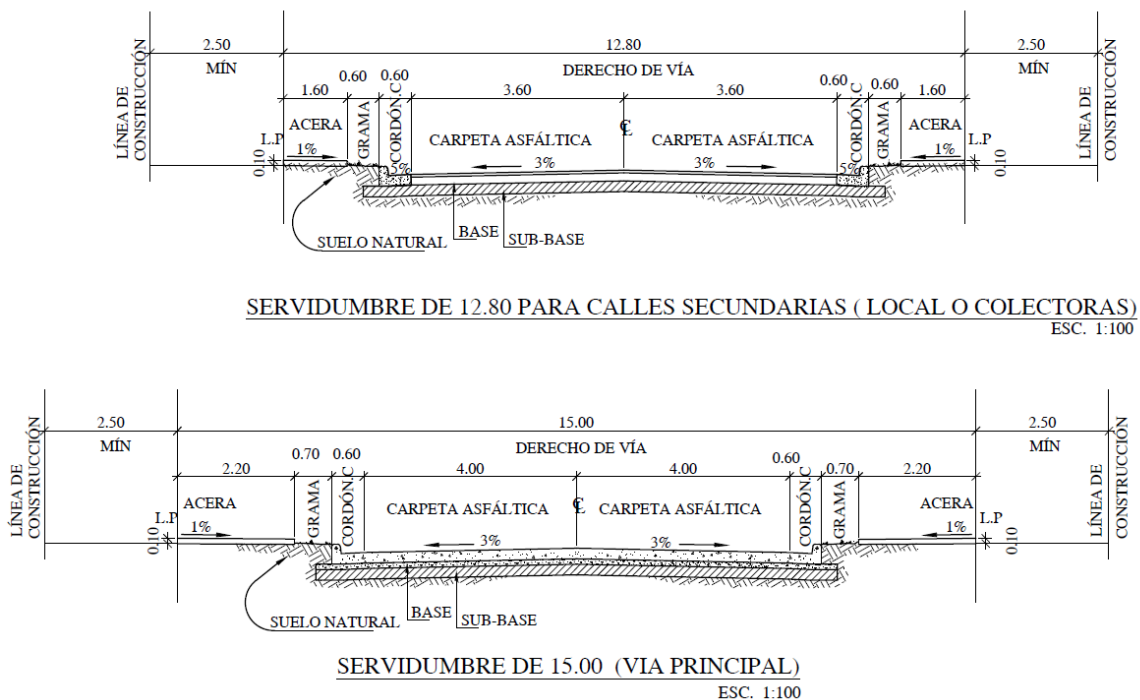 2.50 12.80 2.50
MÍN DERECHO DE VÍA MÍN
0.60 0.60 0.60 0.60
1.60 3.60 3.60 1.60
LÍNEA DE CONSTRUCCIÓN
ACERA GRAMA CORDÓN.C CARPETA ASFÁLTICA ℄ CARPETA ASFÁLTICA CORDÓN.C GRAMA ACERA
LÍNEA DE CONSTRUCCIÓN
L.P 1% 5% 3% 3% 5% 1% L.P
0.10 0.10
SUELO NATURAL BASE SUB-BASE
SERVIDUMBRE DE 12.80 PARA CALLES SECUNDARIAS ( LOCAL O COLECTORAS)
ESC. 1:100
2.50 15.00 2.50
MÍN DERECHO DE VÍA MÍN
0.70 0.60 0.60 0.70
2.20 4.00 4.00 2.20
LÍNEA DE CONSTRUCCIÓN
ACERA GRAMA CORDÓN.C CARPETA ASFÁLTICA ℄ CARPETA ASFÁLTICA CORDÓN.C GRAMA ACERA
LÍNEA DE CONSTRUCCIÓN
L.P 1% 3% 3% 1% L.P
0.10 0.10
SUELO NATURAL BASE SUB-BASE
SERVIDUMBRE DE 15.00 (VIA PRINCIPAL)
ESC. 1:100